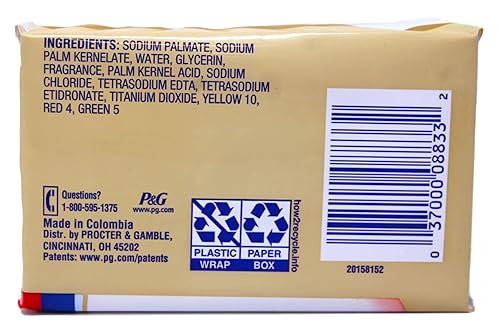 INGREDIENTS: SODIUM PALMATE, SODIUM
PALM KERNELATE, WATER, GLYCERIN,
FRAGRANCE, PALM KERNEL ACID, SODIUM
CHLORIDE, TETRASODIUM EDTA, TETRASODIUM
ETIDRONATE, TITANIUM DIOXIDE, YELLOW 10,
RED 4, GREEN 5
Questions?
1-800-595-1375
P&G
www.pg.com
Made in Colombia
Distr. by PROCTER & GAMBLE,
CINCINNATI, OH 45202
Patents: www.pg.com/patents
PLASTIC
WRAP
PAPER
BOX
how2recycle.info
0 37000 08833 2
20158152